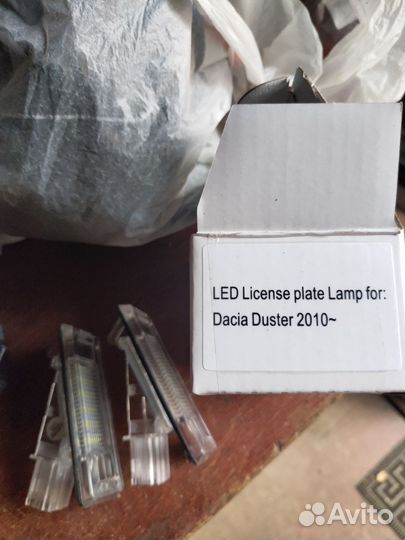 LED License plate Lamp for:
Dacia Duster 2010~
Avito